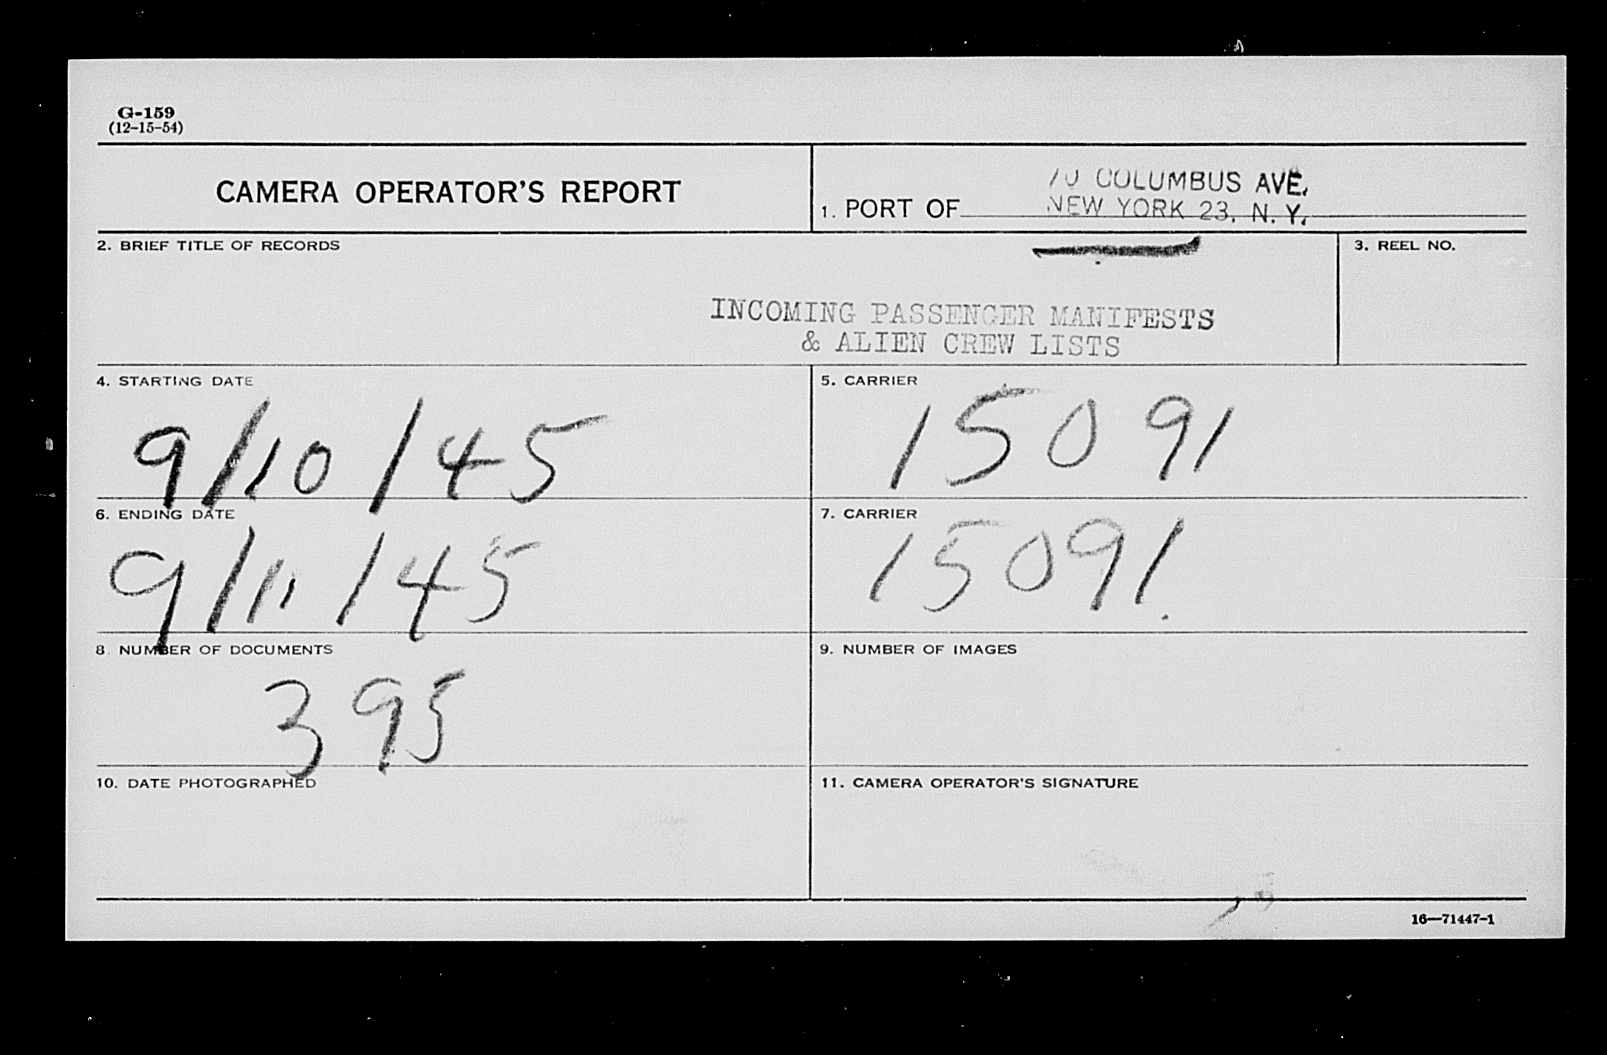 G-159
(12-15-54)
CAMERA OPERATOR'S REPORT
1. PORT OF
70 COLUMBUS AVE.
NEW YORK 23, N. Y.
2. BRIEF TITLE OF RECORDS
INCOMING PASSENGER MANIFESTS
& ALIEN CREW LISTS
3. REEL NO.
4. STARTING DATE
9/10/45
5. CARRIER
15091
6. ENDING DATE
9/11/45
7. CARRIER
15091
8. NUMBER OF DOCUMENTS
395
9. NUMBER OF IMAGES
10. DATE PHOTOGRAPHED
11. CAMERA OPERATOR'S SIGNATURE
16—71447-1